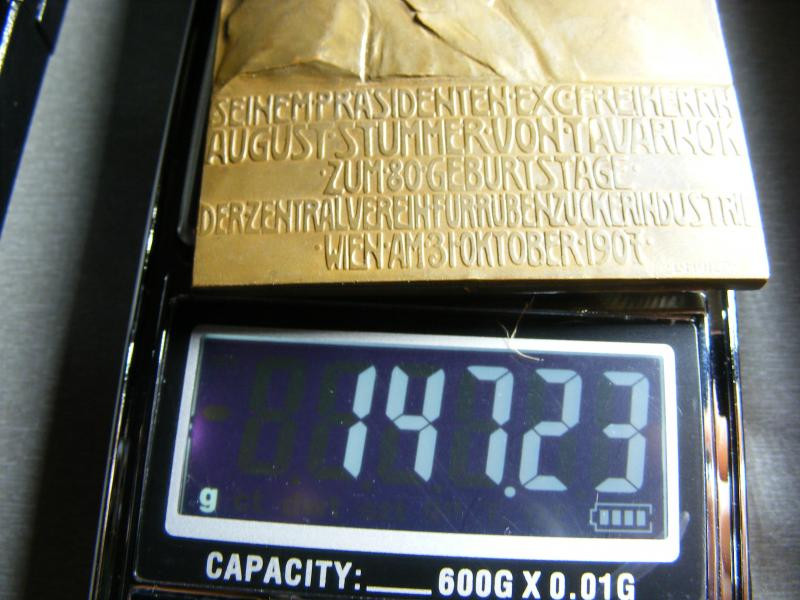 SEINEM·PRÄSIDENTEN·EXC·FREIHERRN
AUGUST·STUMMER·VON·TAVARNOK
·ZUM·80·GEBURTSTAGE·
DER·ZENTRALVEREIN·FÜR·RÜBENZUCKERINDUSTRIE
·WIEN·AM·31·OKTOBER·1907·
147.23
g
CAPACITY:____ 600G X 0.01G